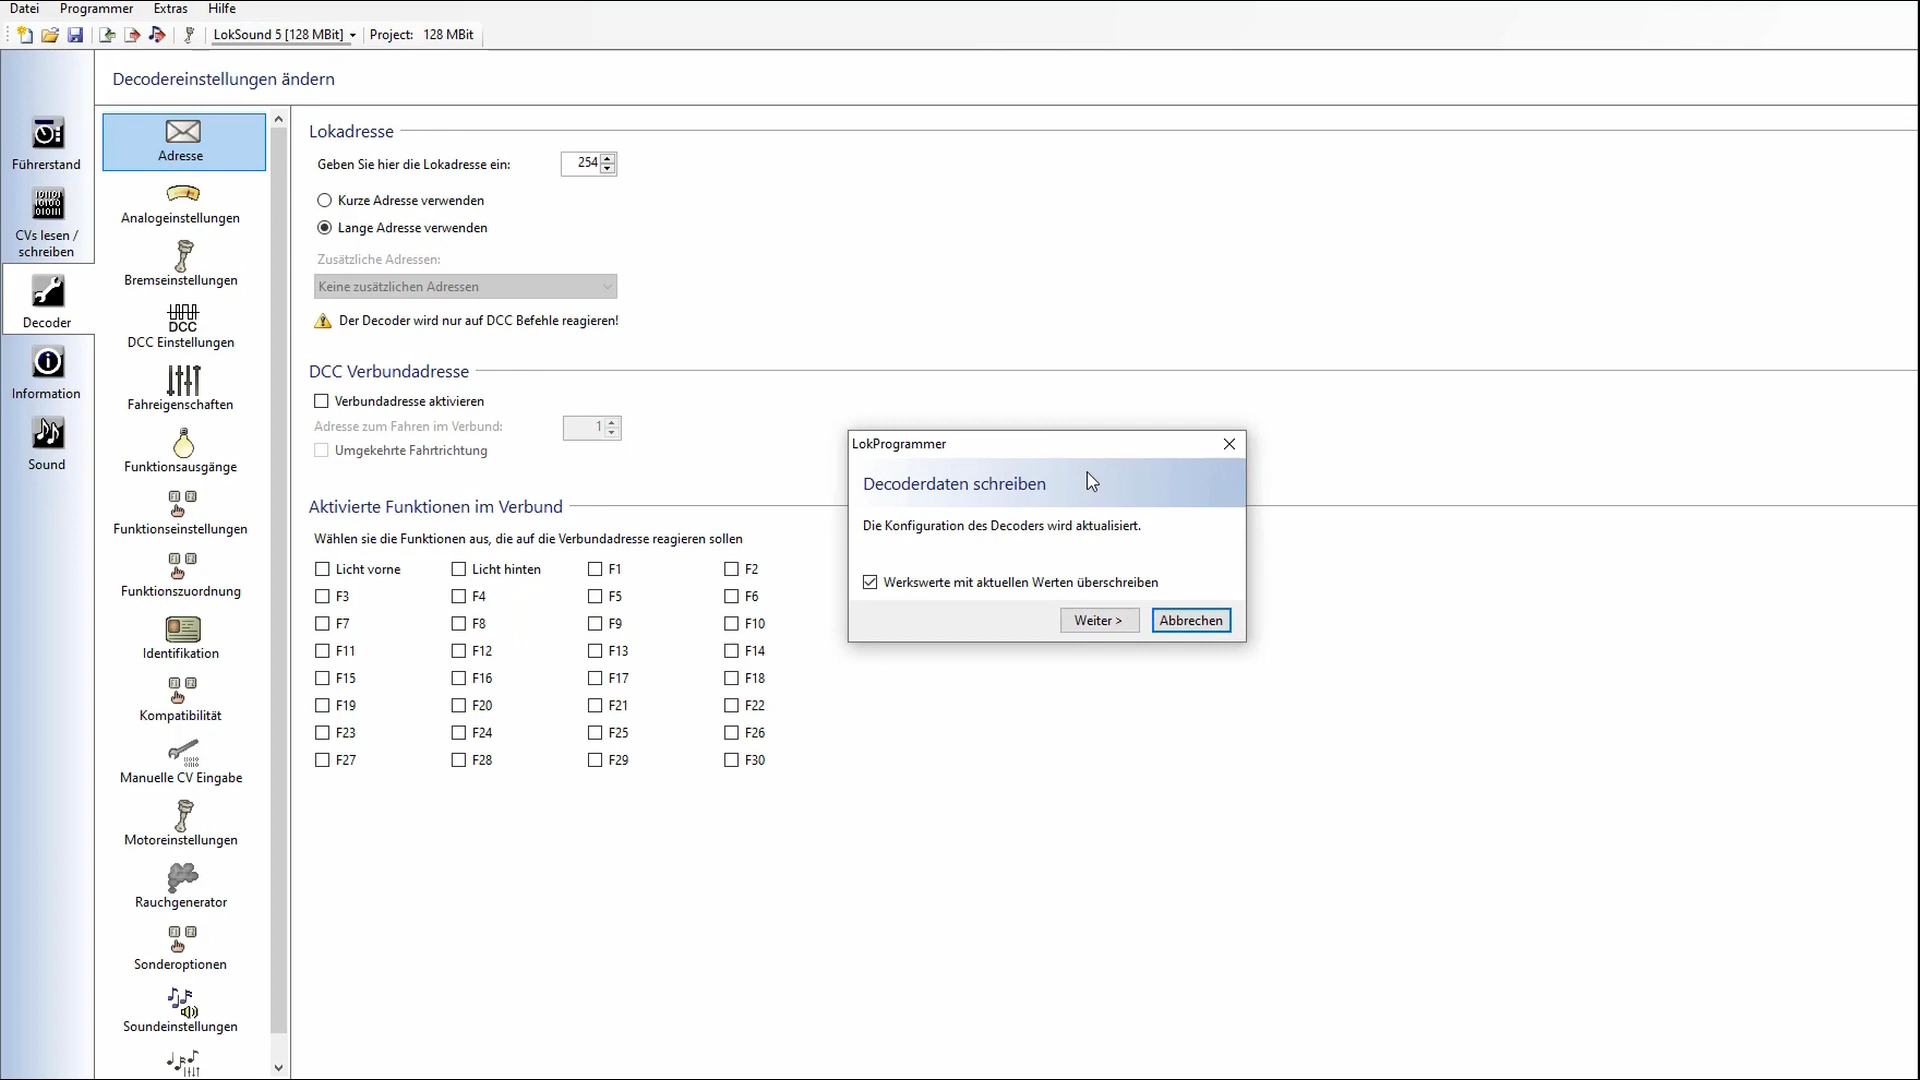 Datei Programmer Extras Hilfe
LokSound 5 [128 MBit] Project: 128 MBit
Decodereinstellungen ändern
Führerstand
CVs lesen /
schreiben
Decoder
Information
Sound
Adresse
Analogeinstellungen
Bremseinstellungen
DCC
DCC Einstellungen
Fahreigenschaften
Funktionsausgänge
Funktionseinstellungen
Funktionszuordnung
Identifikation
Kompatibilität
Manuelle CV Eingabe
Motoreinstellungen
Rauchgenerator
Sonderoptionen
Soundeinstellungen
Lokadresse
Geben Sie hier die Lokadresse ein: 254
Kurze Adresse verwenden
Lange Adresse verwenden
Zusätzliche Adressen:
Keine zusätzlichen Adressen
Der Decoder wird nur auf DCC Befehle reagieren!
DCC Verbundadresse
Verbundadresse aktivieren
Adresse zum Fahren im Verbund: 1
Umgekehrte Fahrtrichtung
Aktivierte Funktionen im Verbund
Wählen sie die Funktionen aus, die auf die Verbundadresse reagieren sollen
Licht vorne Licht hinten F1 F2
F3 F4 F5 F6
F7 F8 F9 F10
F11 F12 F13 F14
F15 F16 F17 F18
F19 F20 F21 F22
F23 F24 F25 F26
F27 F28 F29 F30
LokProgrammer
Decoderdaten schreiben
Die Konfiguration des Decoders wird aktualisiert.
Werkswerte mit aktuellen Werten überschreiben
Weiter > Abbrechen